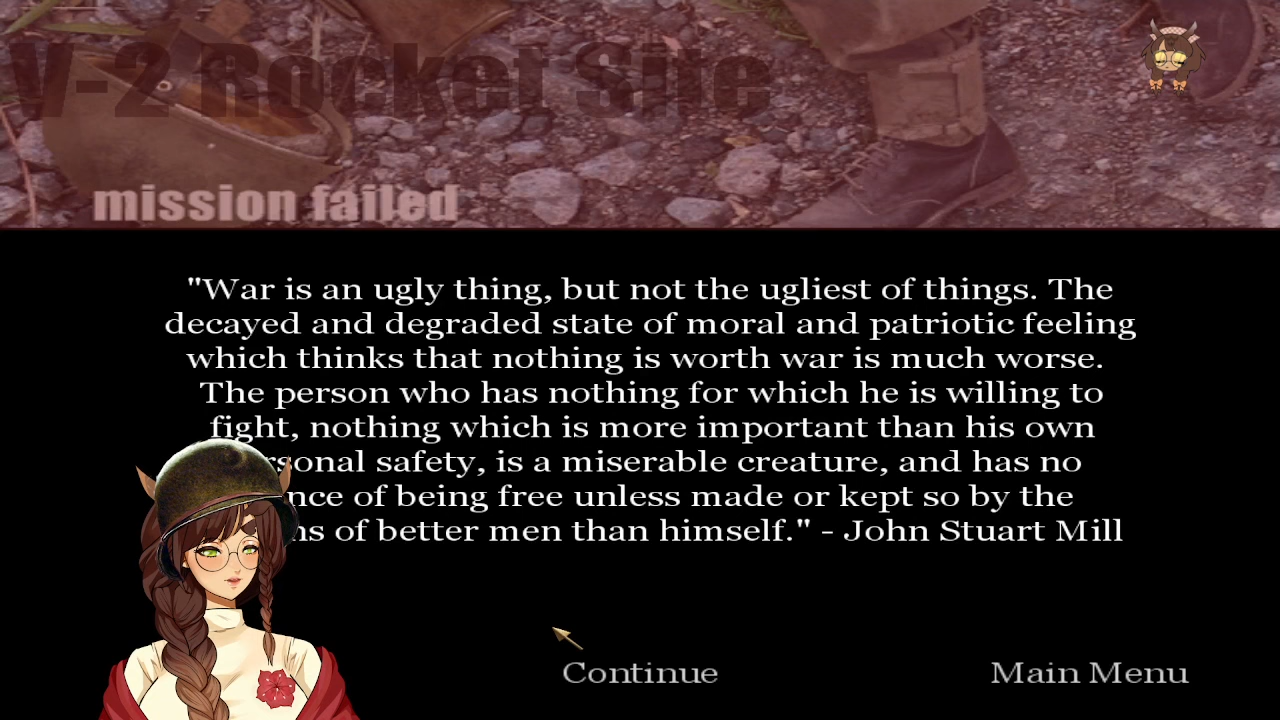 V-2 Rocket Site
mission failed
"War is an ugly thing, but not the ugliest of things. The
decayed and degraded state of moral and patriotic feeling
which thinks that nothing is worth war is much worse.
The person who has nothing for which he is willing to
fight, nothing which is more important than his own
safety, is a miserable creature, and has no
of being free unless made or kept so by the
of better men than himself." - John Stuart Mill
Continue
Main Menu